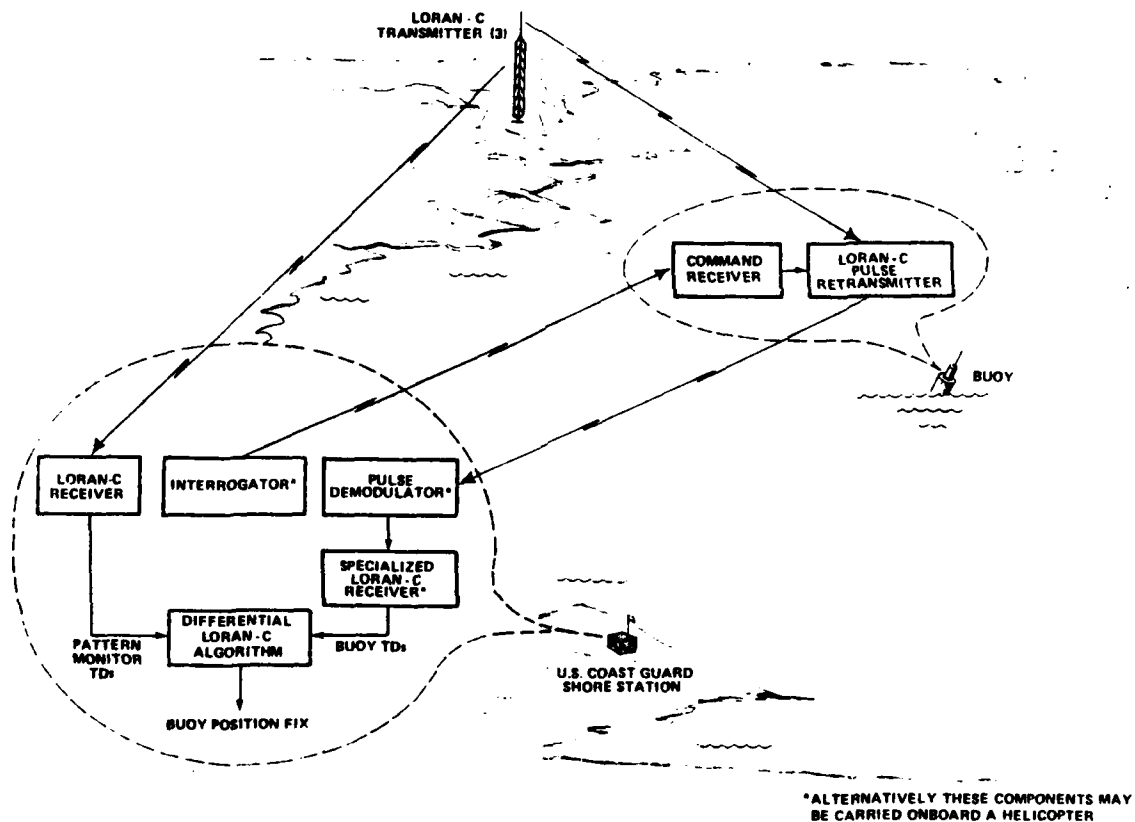 LORAN - C
TRANSMITTER (3)
COMMAND
RECEIVER
LORAN - C
PULSE
RETRANSMITTER
BUOY
LORAN-C
RECEIVER
INTERROGATOR*
PULSE
DEMODULATOR*
SPECIALIZED
LORAN - C
RECEIVER*
DIFFERENTIAL
LORAN-C
ALGORITHM
PATTERN
MONITOR
TDs
BUOY TDs
BUOY POSITION FIX
U.S. COAST GUARD
SHORE STATION
*ALTERNATIVELY THESE COMPONENTS MAY
BE CARRIED ONBOARD A HELICOPTER